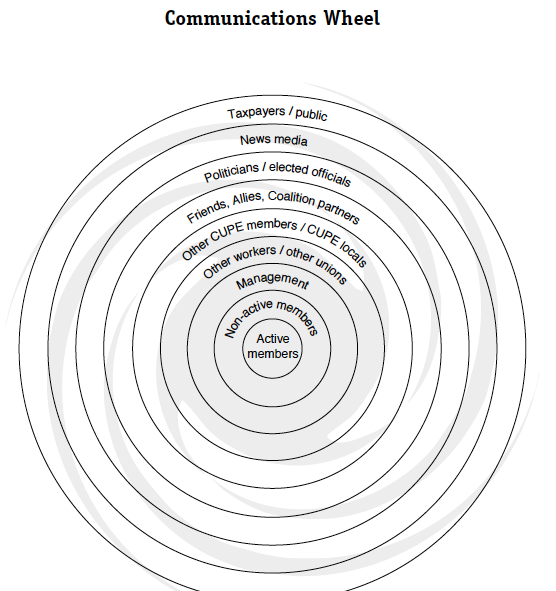 Communications Wheel
Taxpayers / public
News media
Politicians / elected officials
Friends, Allies, Coalition partners
Other CUPE members / CUPE locals
Other workers / other unions
Management
Non-active members
Active
members